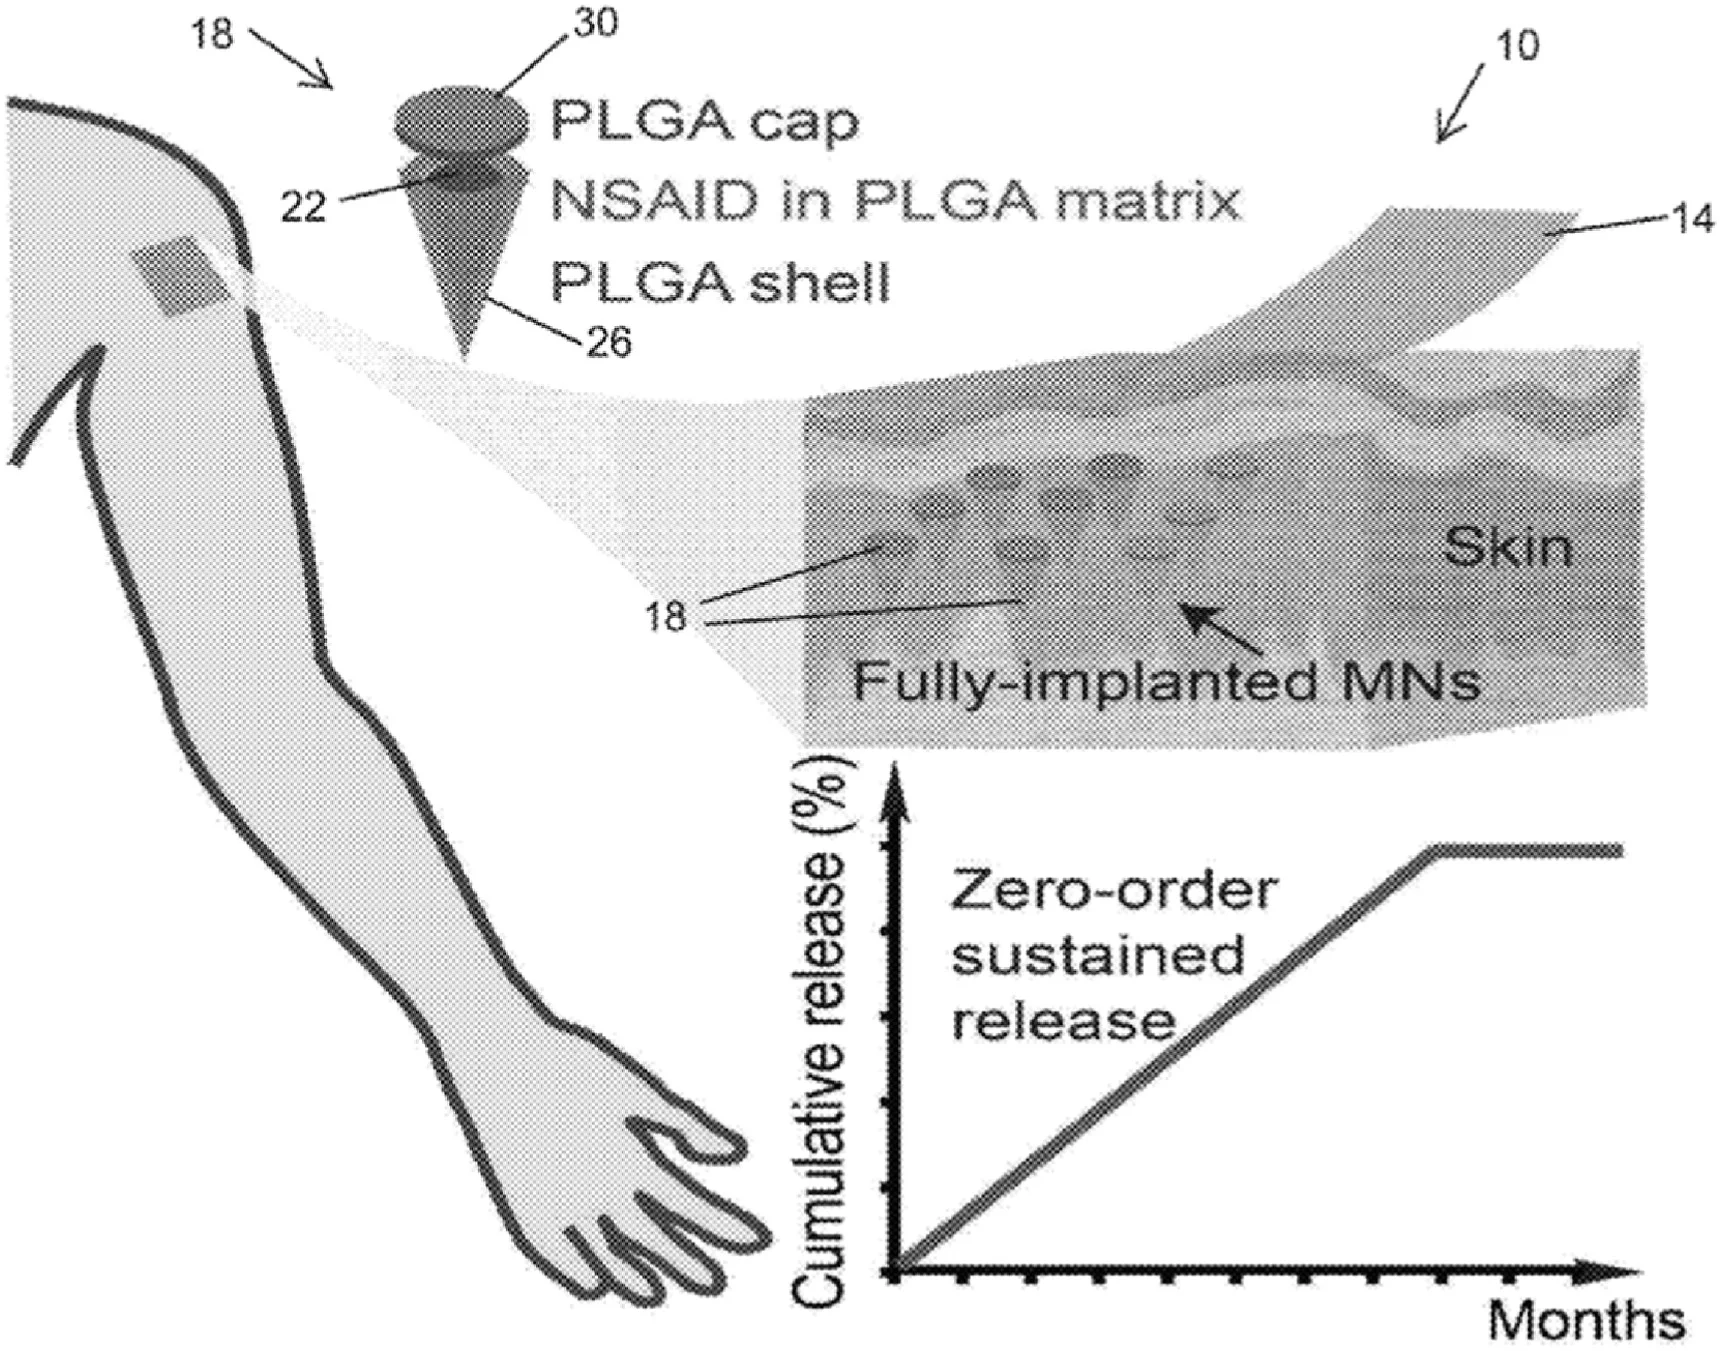 18
30
10
PLGA cap
22
NSAID in PLGA matrix
14
PLGA shell
26
Skin
18
Fully-implanted MNs
Cumulative release (%)
Zero-order
sustained
release
Months